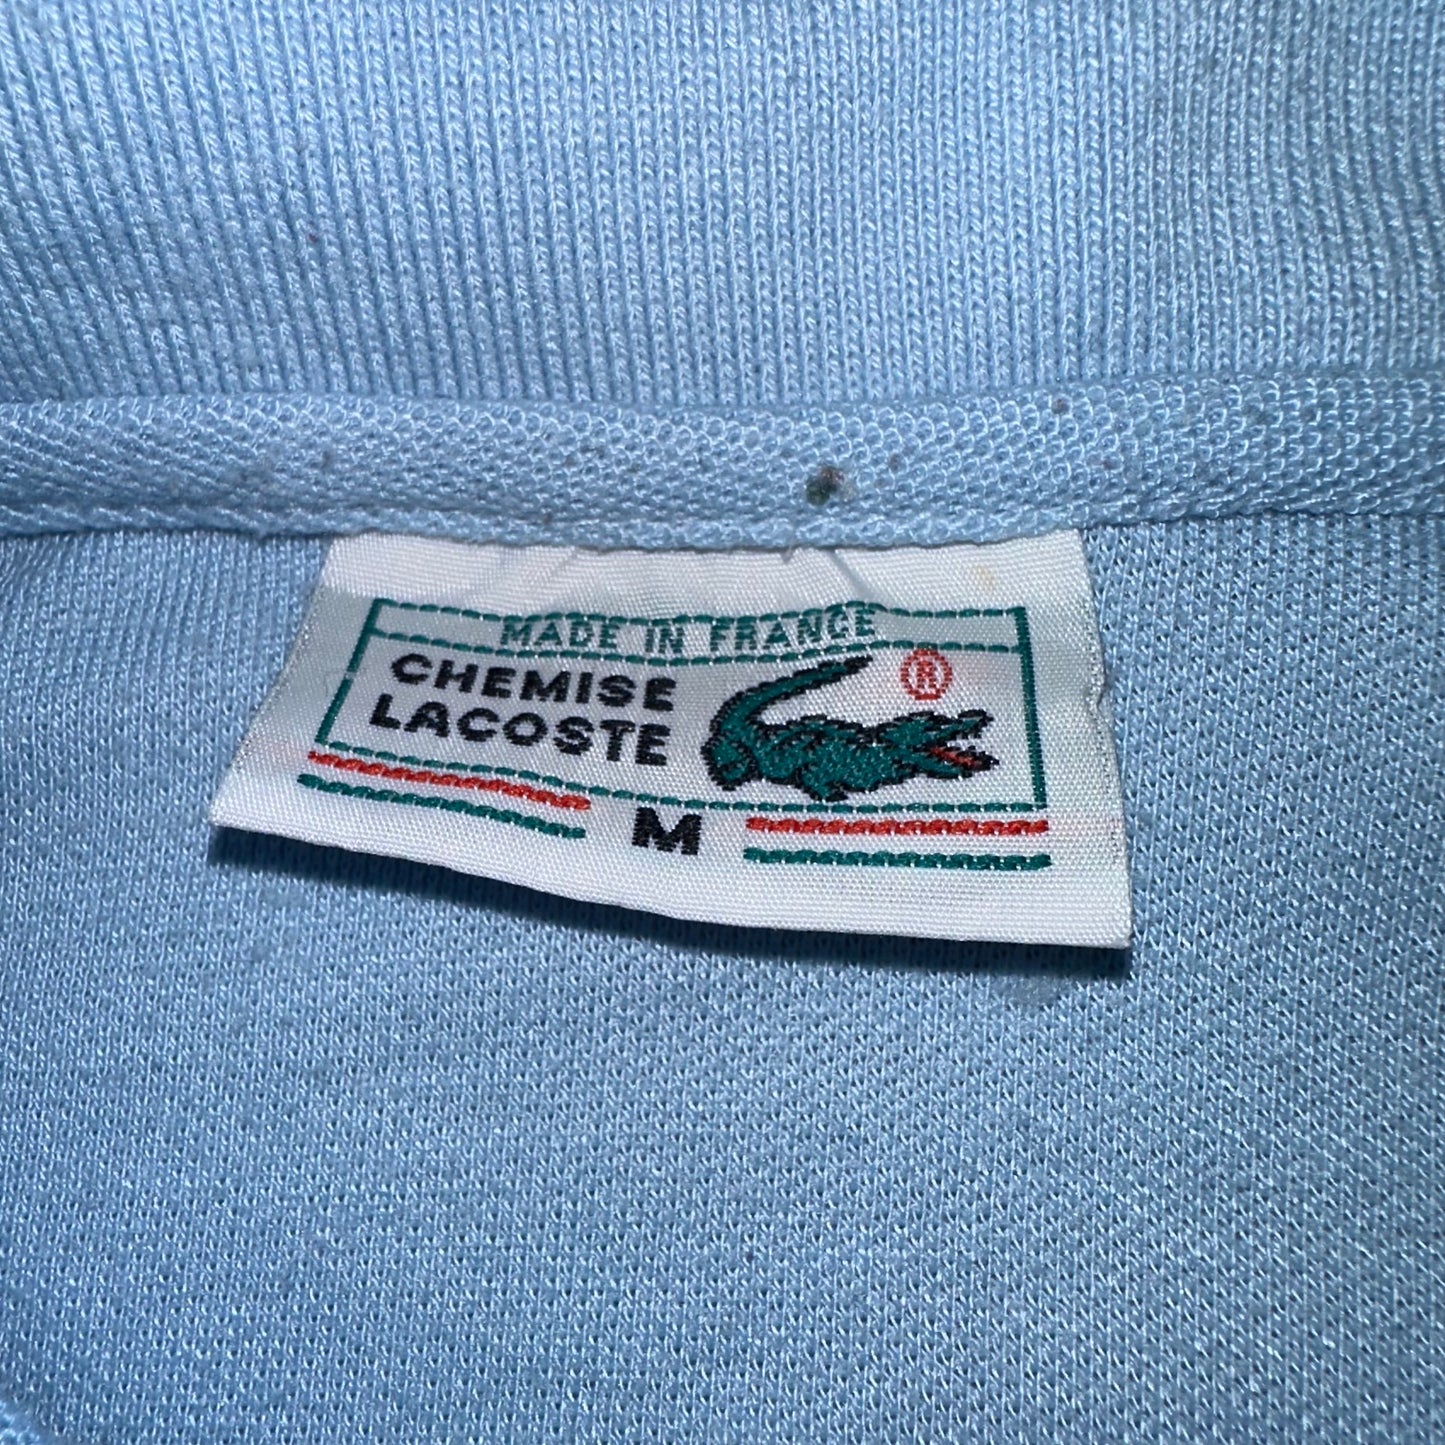 MADE IN FRANCE
CHEMISE
LACOSTE
®
M